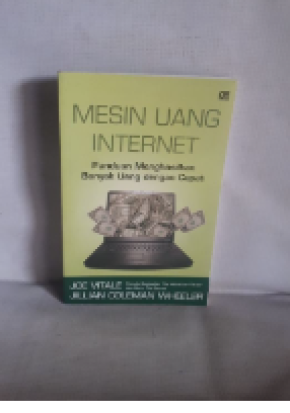 MESIN UANG
INTERNET
Panduan Menghasilkan
Banyak Uang dengan Cepat
JOE VITALE
JILLIAN COLEMAN WHEELER